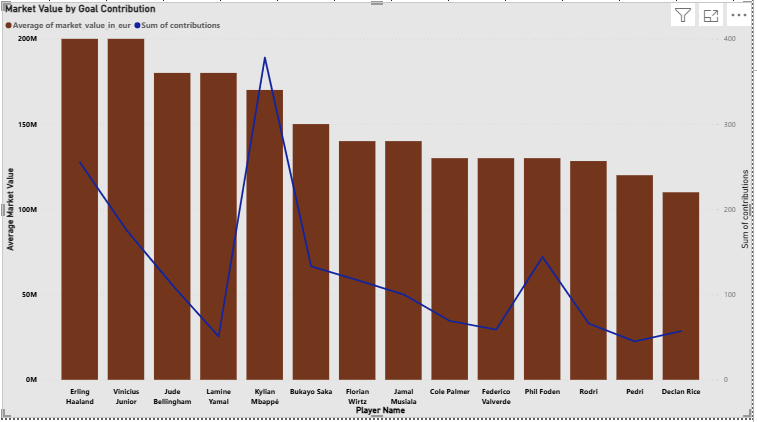 Market Value by Goal Contribution
Average of market_value_in_eur Sum of contributions
200M
150M
100M
50M
0M
Average Market Value
400
300
200
100
0
Sum of contributions
Erling Haaland
Vinicius Junior
Jude Bellingham
Lamine Yamal
Kylian Mbappé
Bukayo Saka
Florian Wirtz
Jamal Musiala
Cole Palmer
Federico Valverde
Phil Foden
Rodri
Pedri
Declan Rice
Player Name